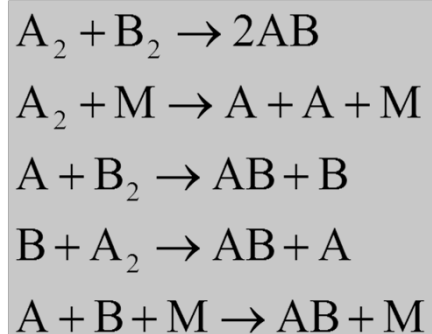 A₂ + B₂ → 2AB
A₂ + M → A + A + M
A + B₂ → AB + B
B + A₂ → AB + A
A + B + M → AB + M